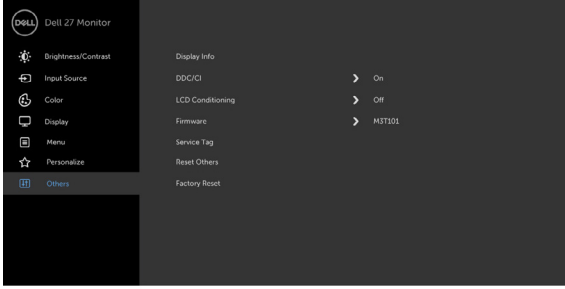 DELL Dell 27 Monitor
Brightness/Contrast
Input Source
Color
Display
Menu
Personalize
Others
Display Info
DDC/CI On
LCD Conditioning Off
Firmware M3T101
Service Tag
Reset Others
Factory Reset